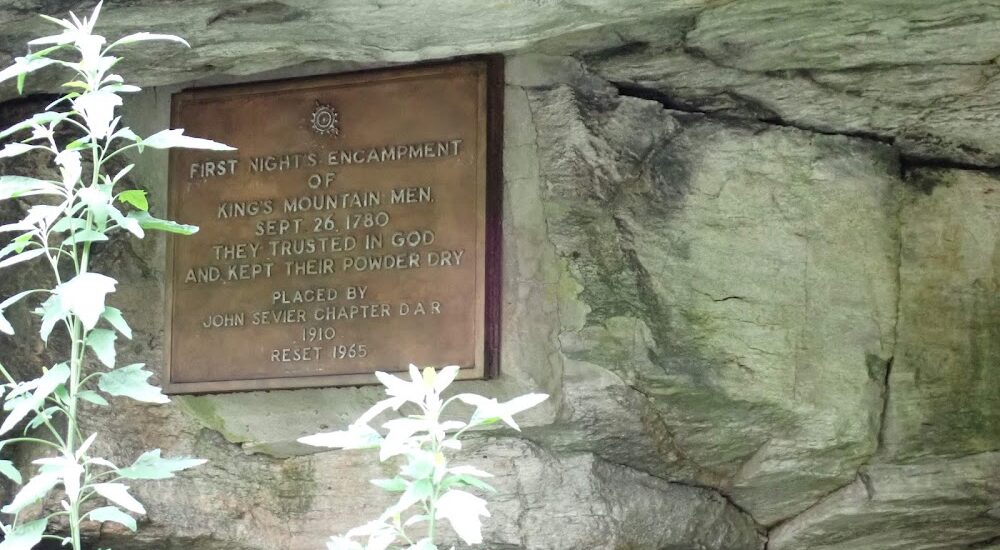 FIRST NIGHT'S ENCAMPMENT
OF
KING'S MOUNTAIN MEN,
SEPT. 26, 1780
THEY TRUSTED IN GOD
AND KEPT THEIR POWDER DRY
PLACED BY
JOHN SEVIER CHAPTER D A R
1910
RESET 1965